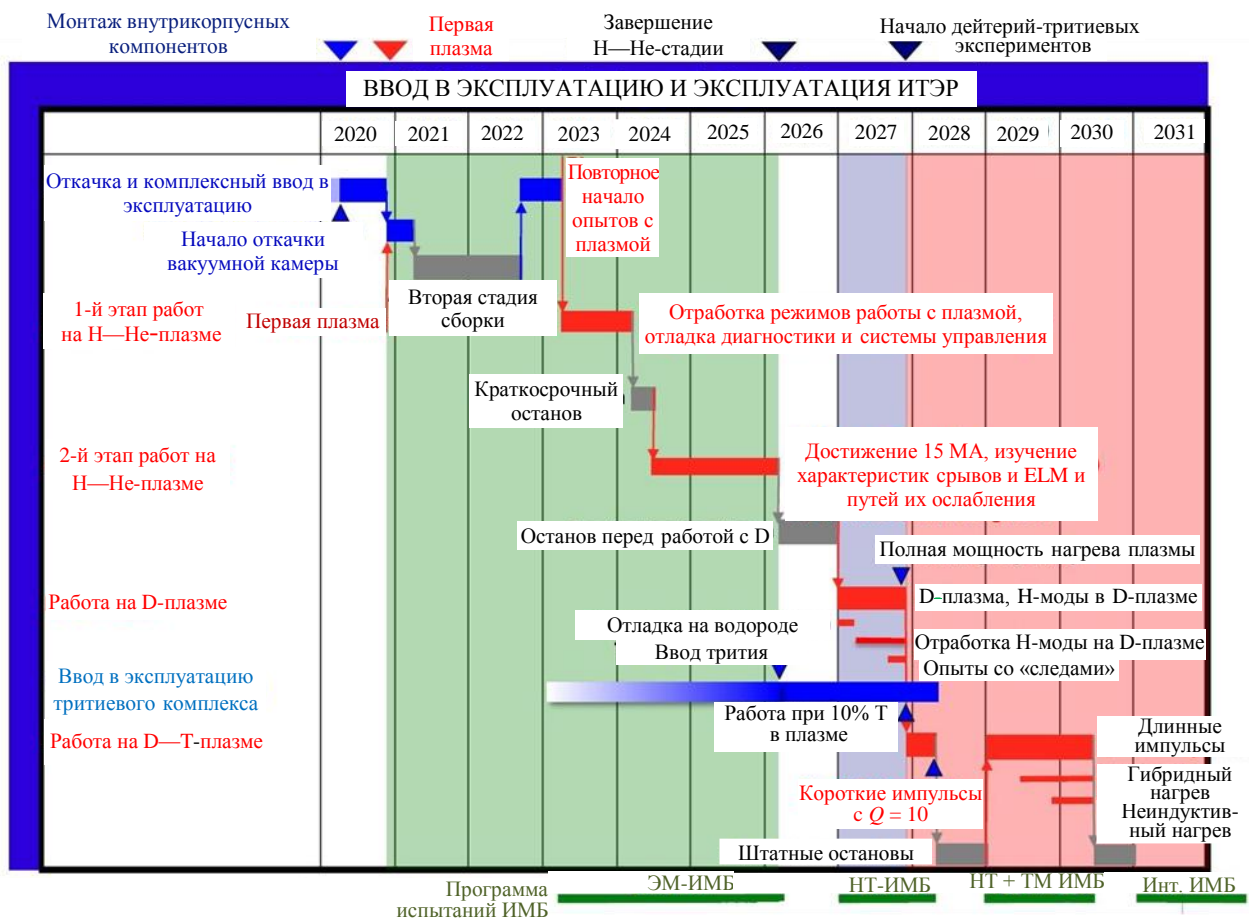 Монтаж внутрикорпусных
компонентов
Первая
плазма
Завершение
Н—Не-стадии
Начало дейтерий-тритиевых
экспериментов
ВВОД В ЭКСПЛУАТАЦИЮ И ЭКСПЛУАТАЦИЯ ИТЭР
2020 2021 2022 2023 2024 2025 2026 2027 2028 2029 2030 2031
Откачка и комплексный ввод в
эксплуатацию
Повторное
начало
опытов с
плазмой
Начало откачки
вакуумной камеры
Вторая стадия
сборки
1-й этап работ
на Н—Не-плазме
Первая плазма
Отработка режимов работы с плазмой,
отладка диагностики и системы управления
Краткосрочный
останов
2-й этап работ на
Н—Не-плазме
Достижение 15 МА, изучение
характеристик срывов и ELM и
путей их ослабления
Останов перед работой с D
Полная мощность нагрева плазмы
Работа на D-плазме
D–плазма, Н-моды в D-плазме
Отладка на водороде
Отработка Н-моды на D-плазме
Ввод трития
Опыты со «следами»
Ввод в эксплуатацию
тритиевого комплекса
Работа при 10% Т
в плазме
Работа на D—Т-плазме
Длинные
импульсы
Короткие импульсы
с Q = 10
Гибридный
нагрев
Неиндуктив-
ный нагрев
Штатные остановы
Программа
испытаний ИМБ
ЭМ-ИМБ
НТ-ИМБ
НТ + ТМ ИМБ
Инт. ИМБ